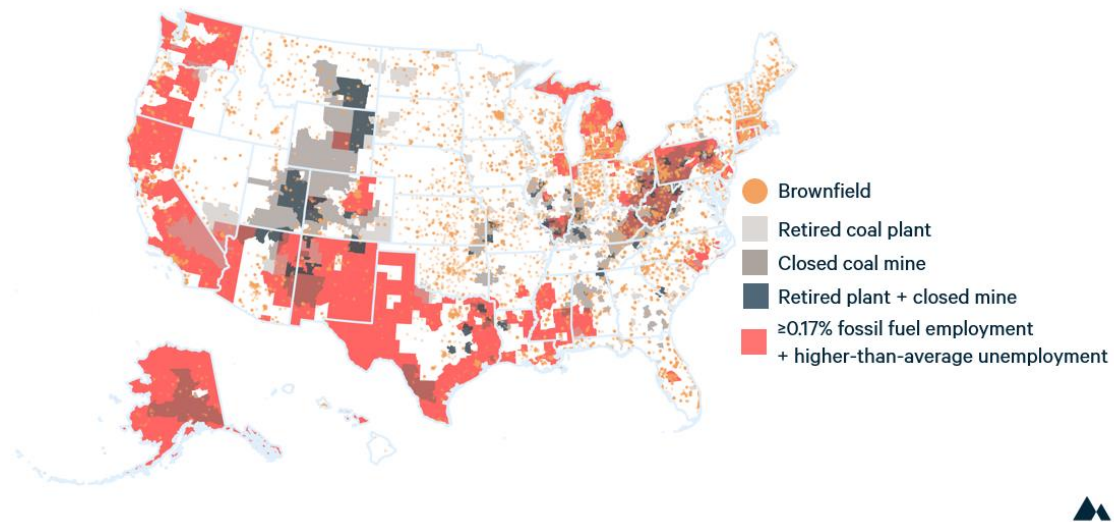 Brownfield
Retired coal plant
Closed coal mine
Retired plant + closed mine
≥0.17% fossil fuel employment
+ higher-than-average unemployment